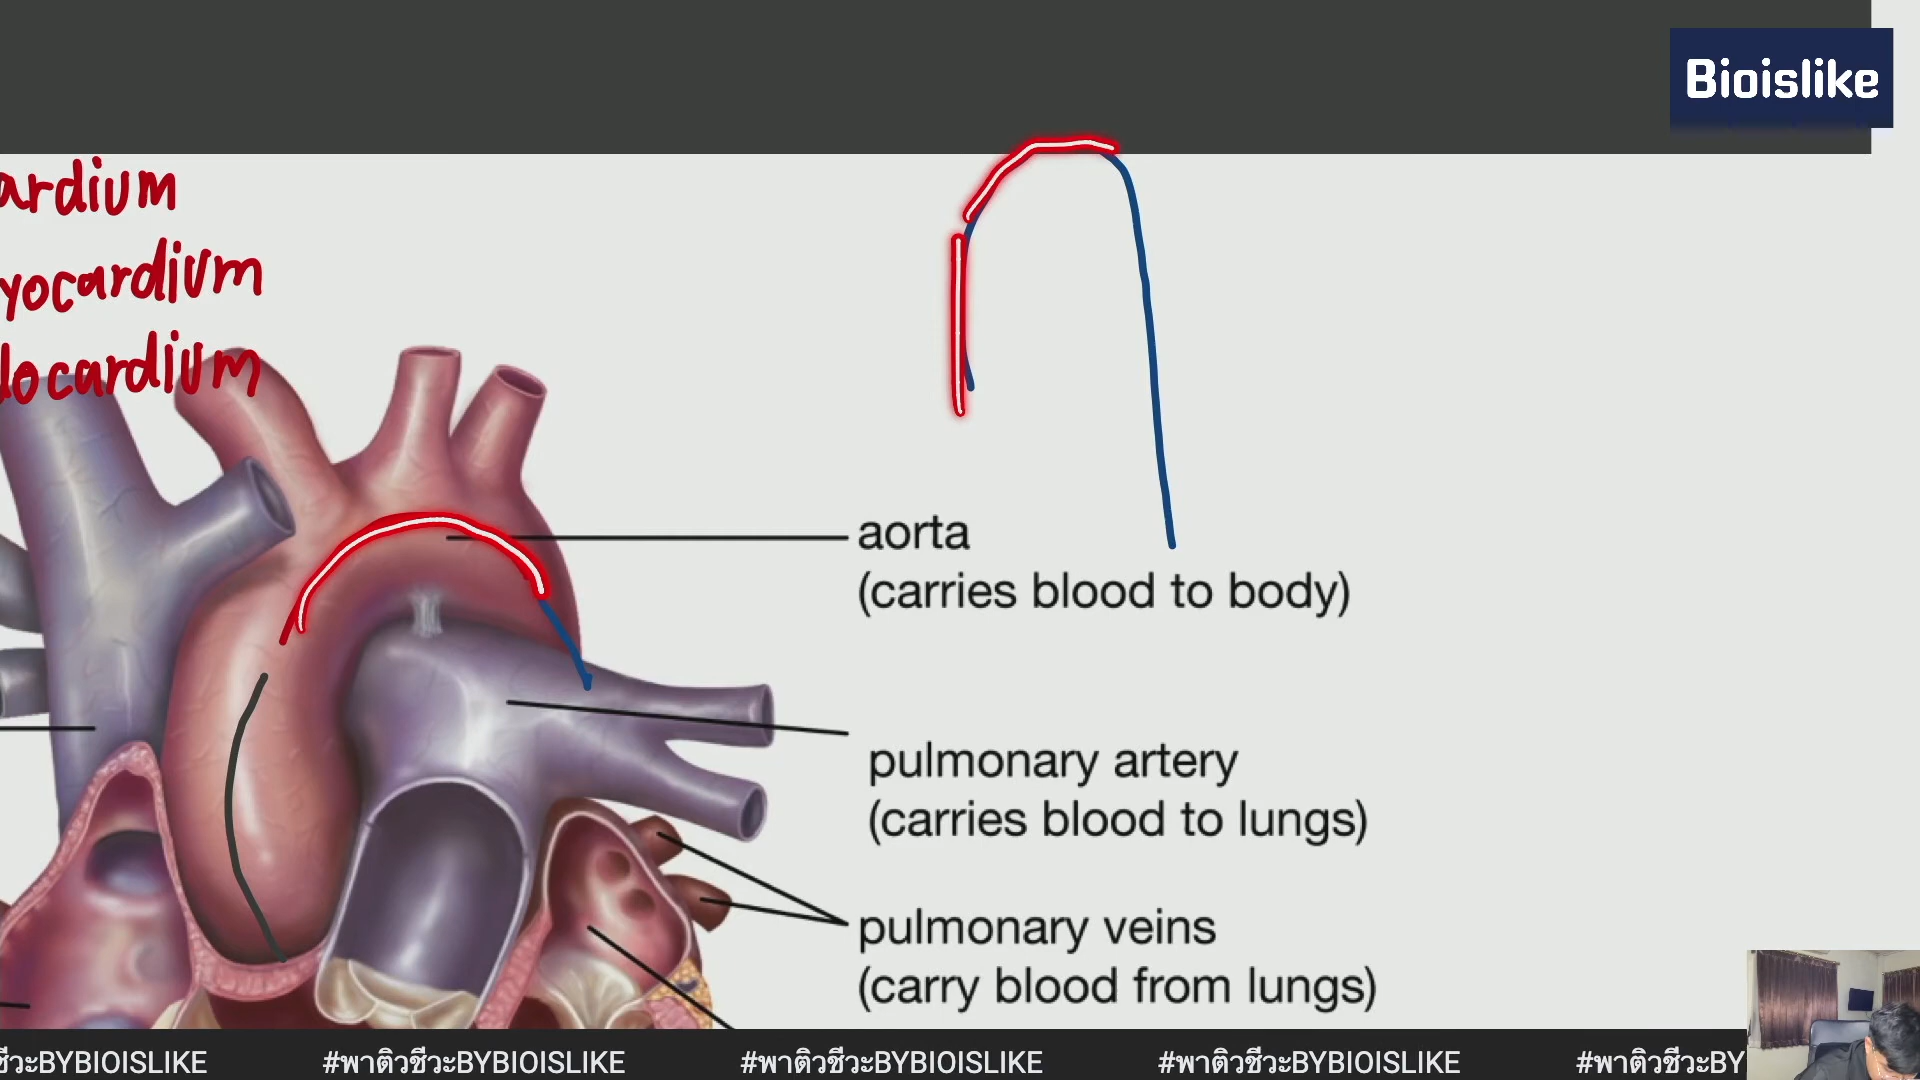 Bioislike
ardium
yocardium
docardium
aorta
(carries blood to body)
pulmonary artery
(carries blood to lungs)
pulmonary veins
(carry blood from lungs)
ชีวะBYBIOISLIKE #พาติวชีวะBYBIOISLIKE #พาติวชีวะBYBIOISLIKE #พาติวชีวะBYBIOISLIKE #พาติวชีวะBY